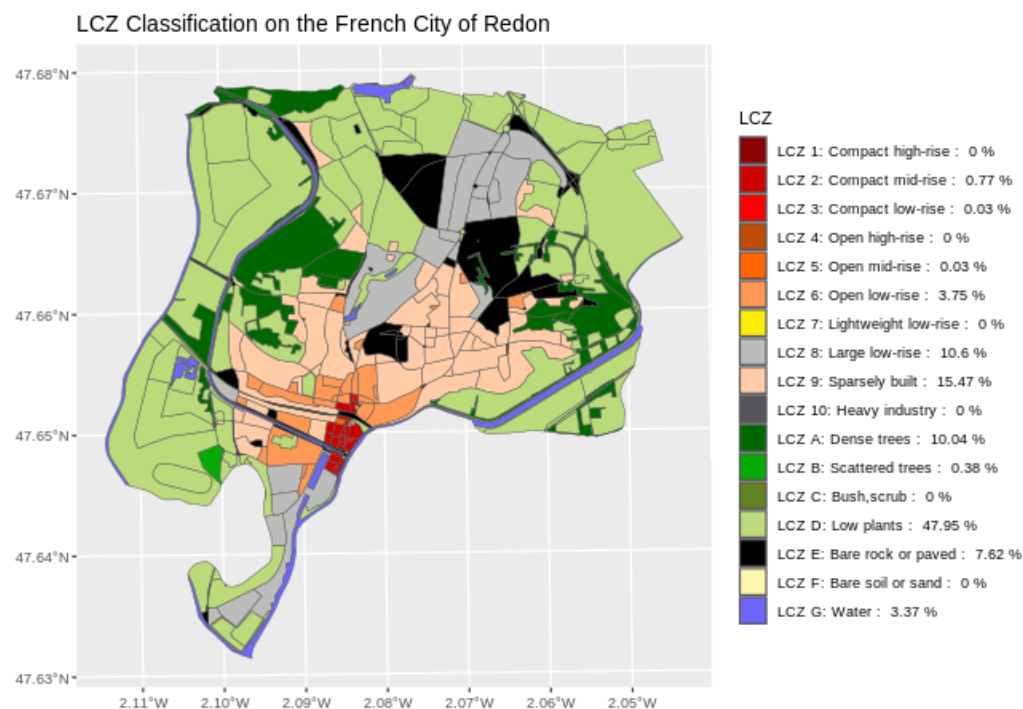 LCZ Classification on the French City of Redon
47.68°N
47.67°N
47.66°N
47.65°N
47.64°N
47.63°N
2.11°W 2.10°W 2.09°W 2.08°W 2.07°W 2.06°W 2.05°W
LCZ
LCZ 1: Compact high-rise : 0 %
LCZ 2: Compact mid-rise : 0.77 %
LCZ 3: Compact low-rise : 0.03 %
LCZ 4: Open high-rise : 0 %
LCZ 5: Open mid-rise : 0.03 %
LCZ 6: Open low-rise : 3.75 %
LCZ 7: Lightweight low-rise : 0 %
LCZ 8: Large low-rise : 10.6 %
LCZ 9: Sparsely built : 15.47 %
LCZ 10: Heavy industry : 0 %
LCZ A: Dense trees : 10.04 %
LCZ B: Scattered trees : 0.38 %
LCZ C: Bush,scrub : 0 %
LCZ D: Low plants : 47.95 %
LCZ E: Bare rock or paved : 7.62 %
LCZ F: Bare soil or sand : 0 %
LCZ G: Water : 3.37 %